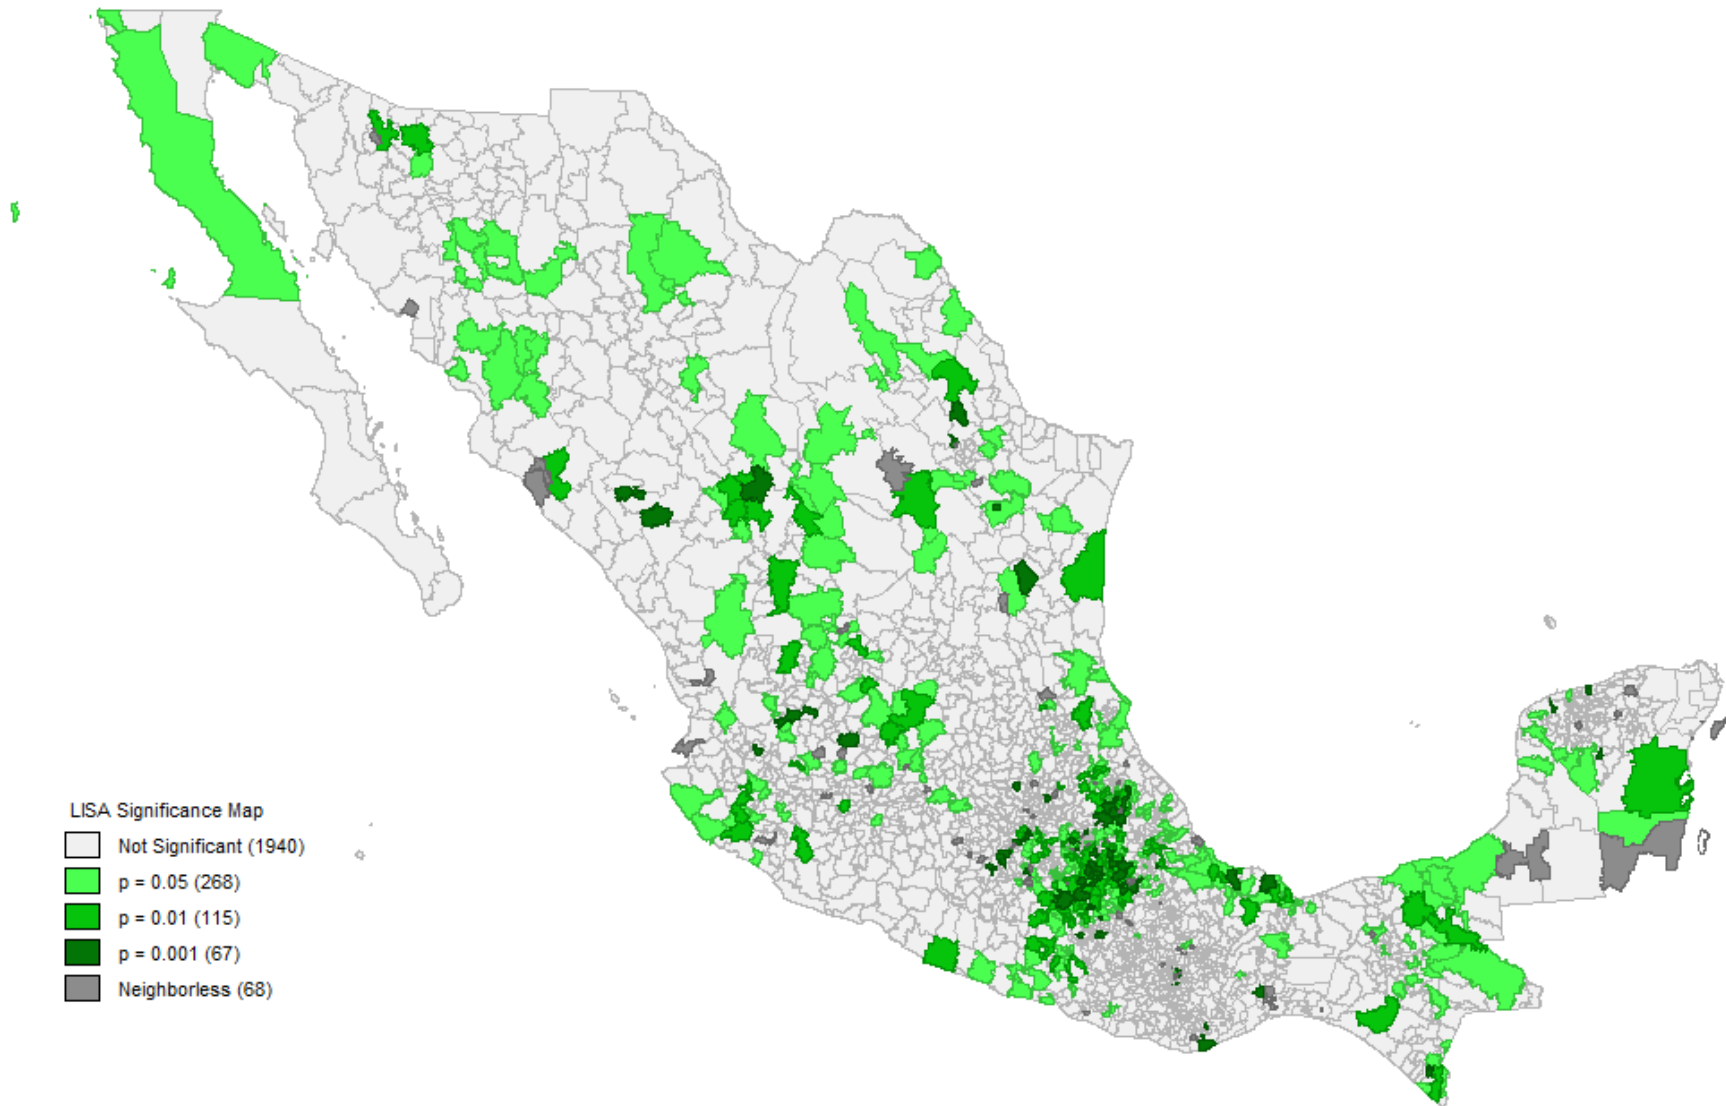 LISA Significance Map
Not Significant (1940)
p = 0.05 (268)
p = 0.01 (115)
p = 0.001 (67)
Neighborless (68)